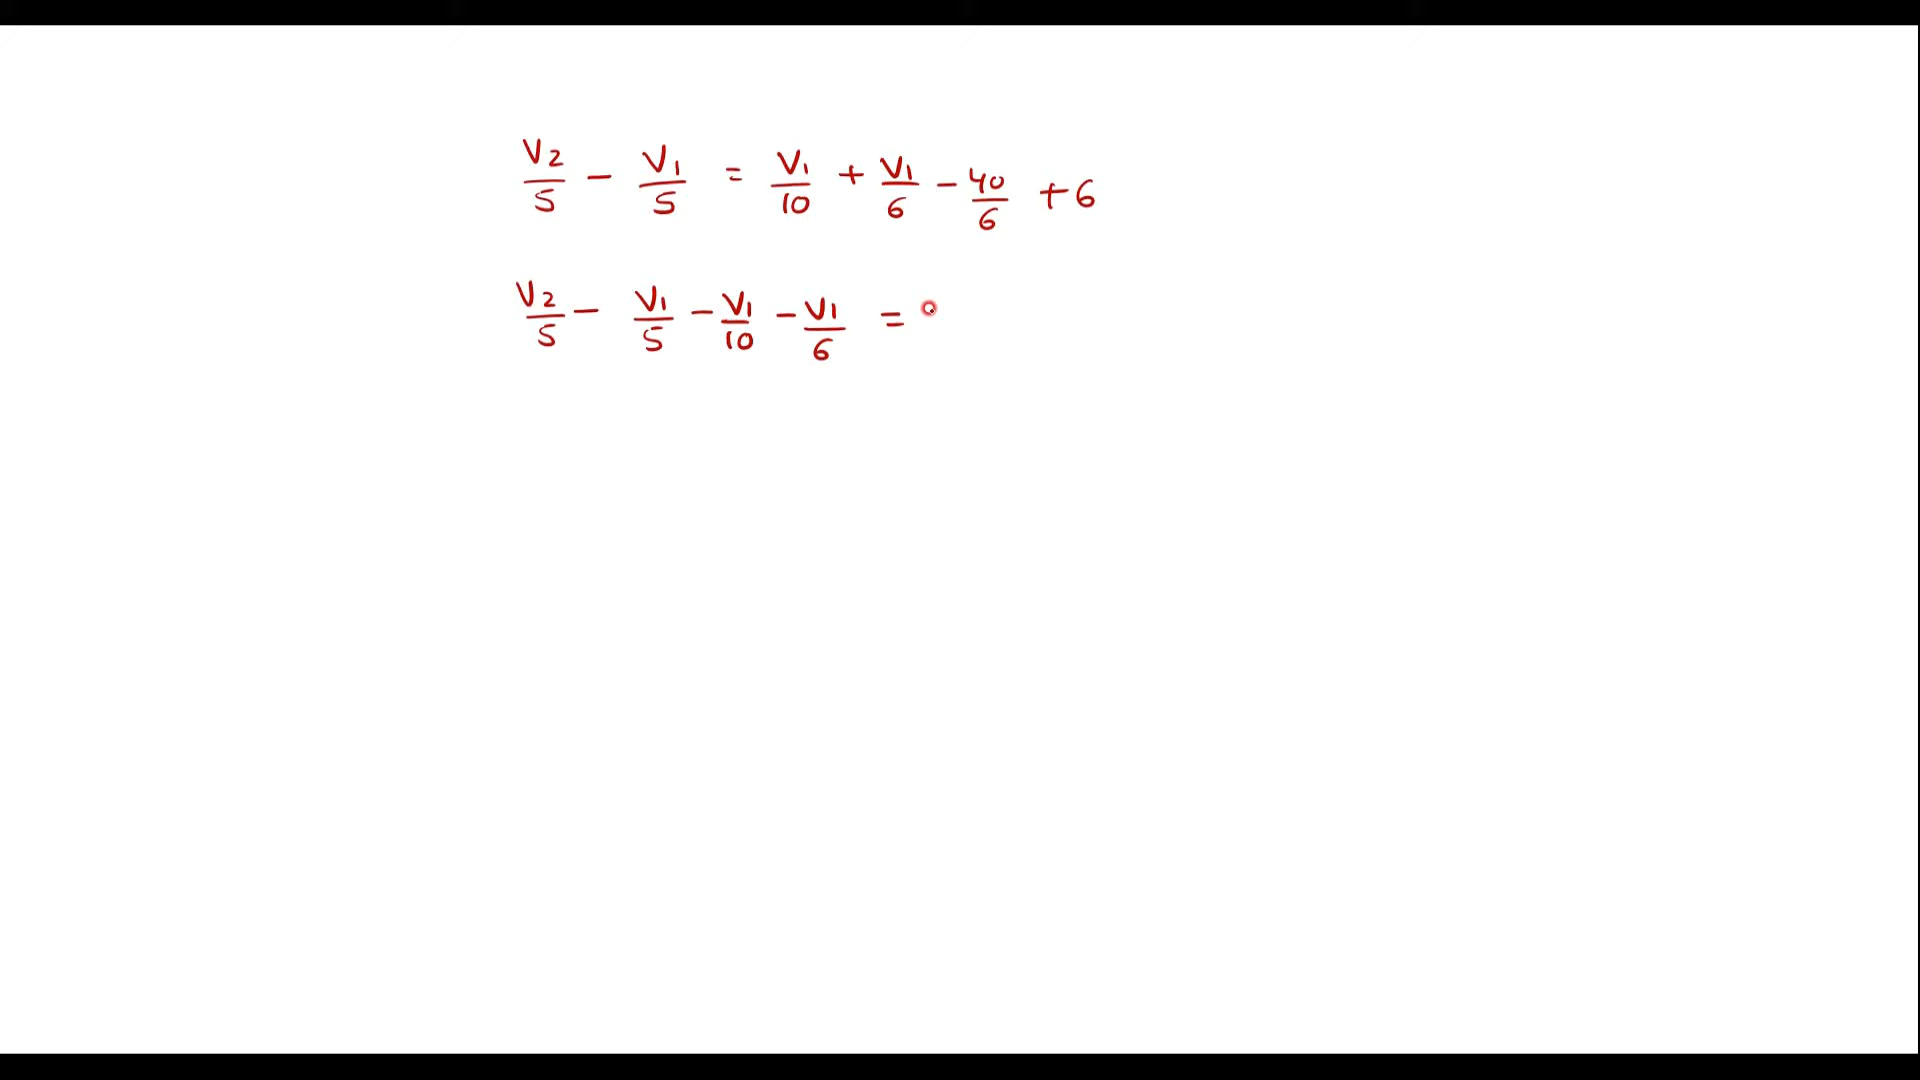 V2/5 - V1/5 = V1/10 + V1/6 - 40/6 + 6
V2/5 - V1/5 - V1/10 - V1/6 =